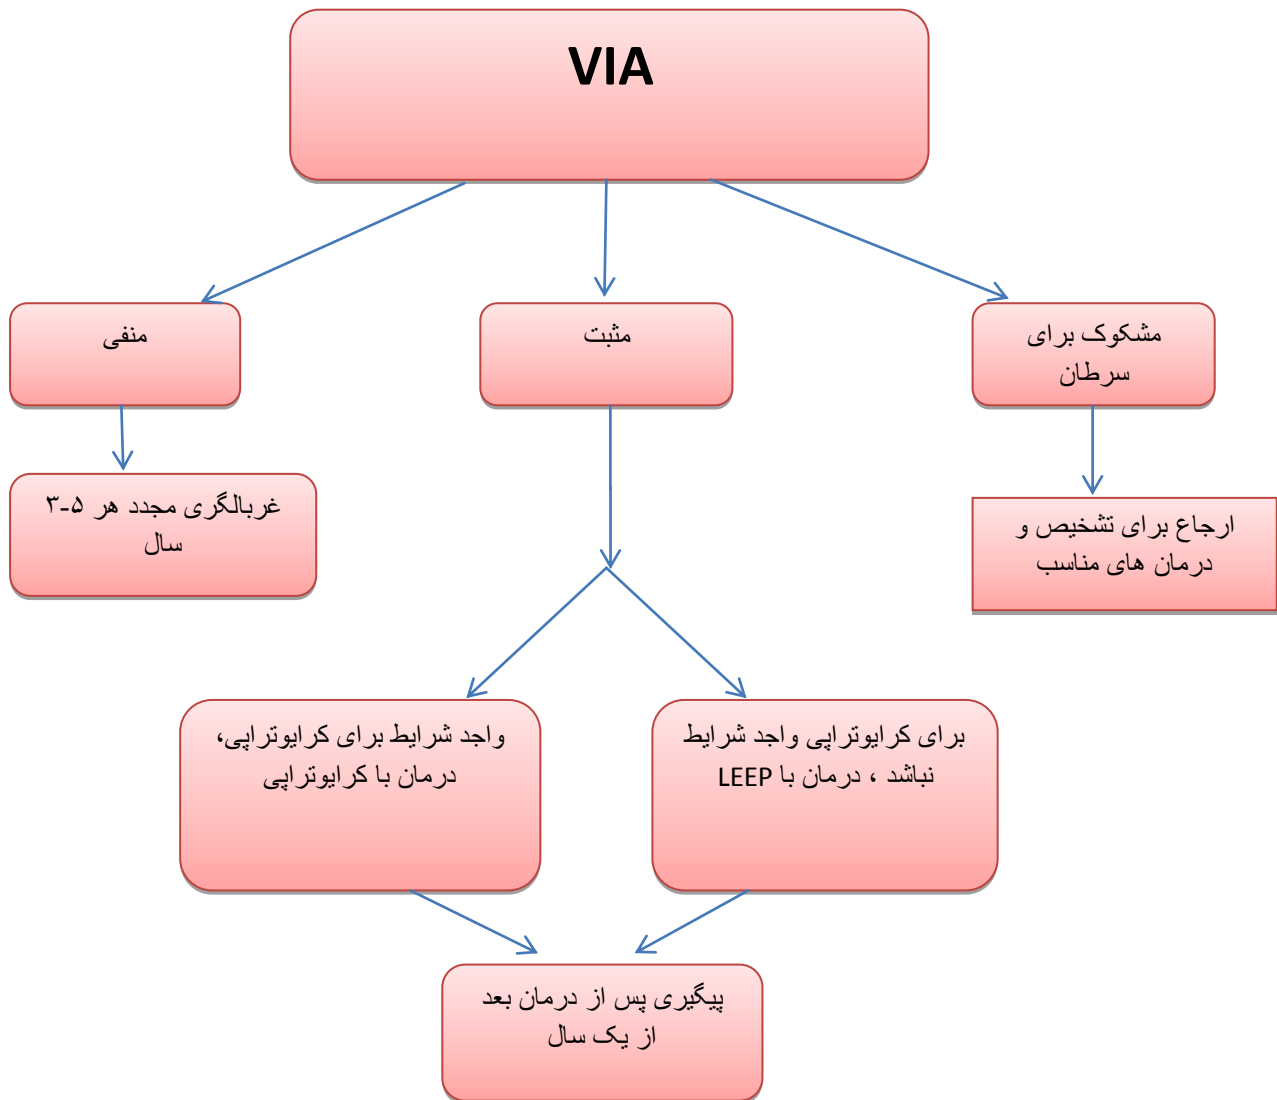 VIA
مشکوک برای
سرطان
مثبت
منفی
ارجاع برای تشخیص و
درمان های مناسب
غربالگری مجدد هر ۵-۳
سال
برای کرایوتراپی واجد شرایط
نباشد ، درمان با LEEP
واجد شرایط برای کرایوتراپی،
درمان با کرایوتراپی
پیگیری پس از درمان بعد
از یک سال